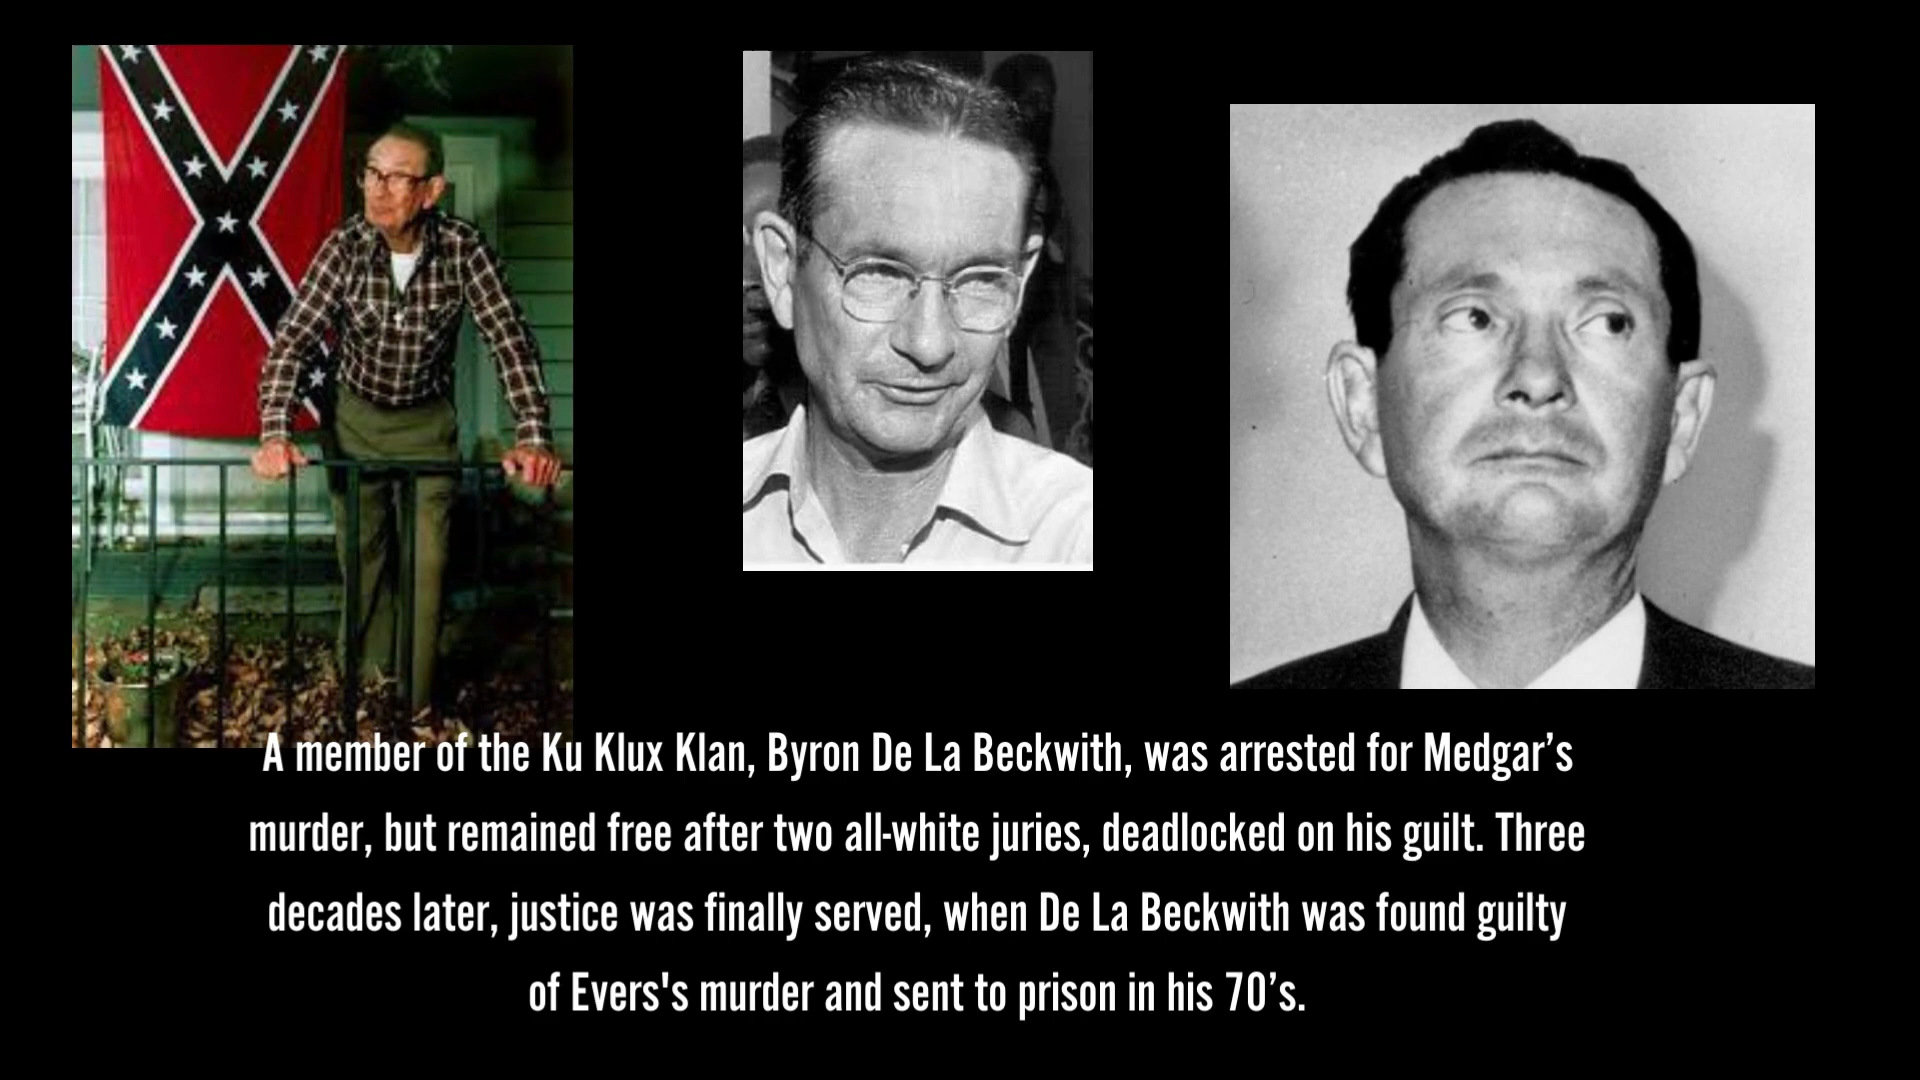 A member of the Ku Klux Klan, Byron De La Beckwith, was arrested for Medgar’s
murder, but remained free after two all-white juries, deadlocked on his guilt. Three
decades later, justice was finally served, when De La Beckwith was found guilty
of Evers's murder and sent to prison in his 70’s.